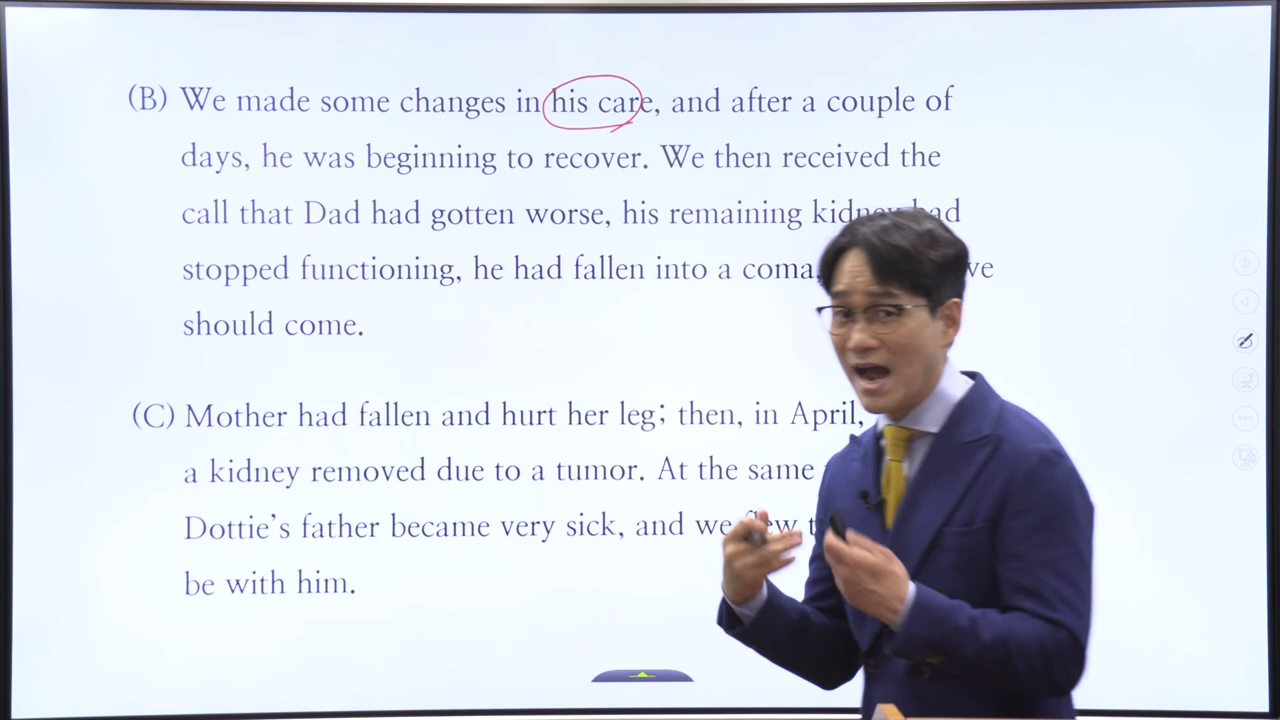 (B) We made some changes in his care, and after a couple of
days, he was beginning to recover. We then received the
call that Dad had gotten worse, his remaining kidney had
stopped functioning, he had fallen into a coma,
should come.
(C) Mother had fallen and hurt her leg; then, in April,
a kidney removed due to a tumor. At the same
Dottie's father became very sick, and we flew
be with him.